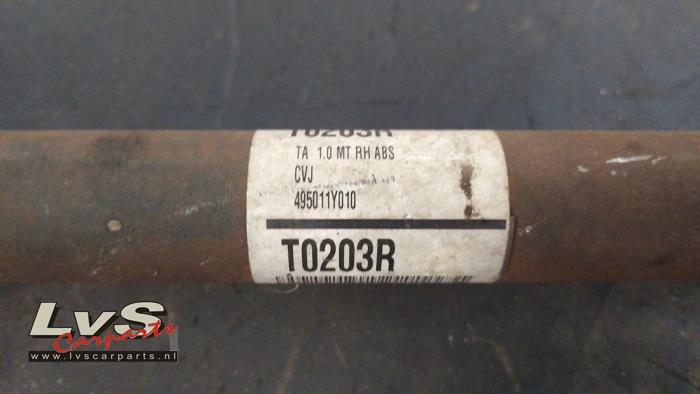 T0203R
TA 1.0 MT RH ABS
CVJ
495011Y010
T0203R
LvS
Carparts
www.lvscarparts.nl